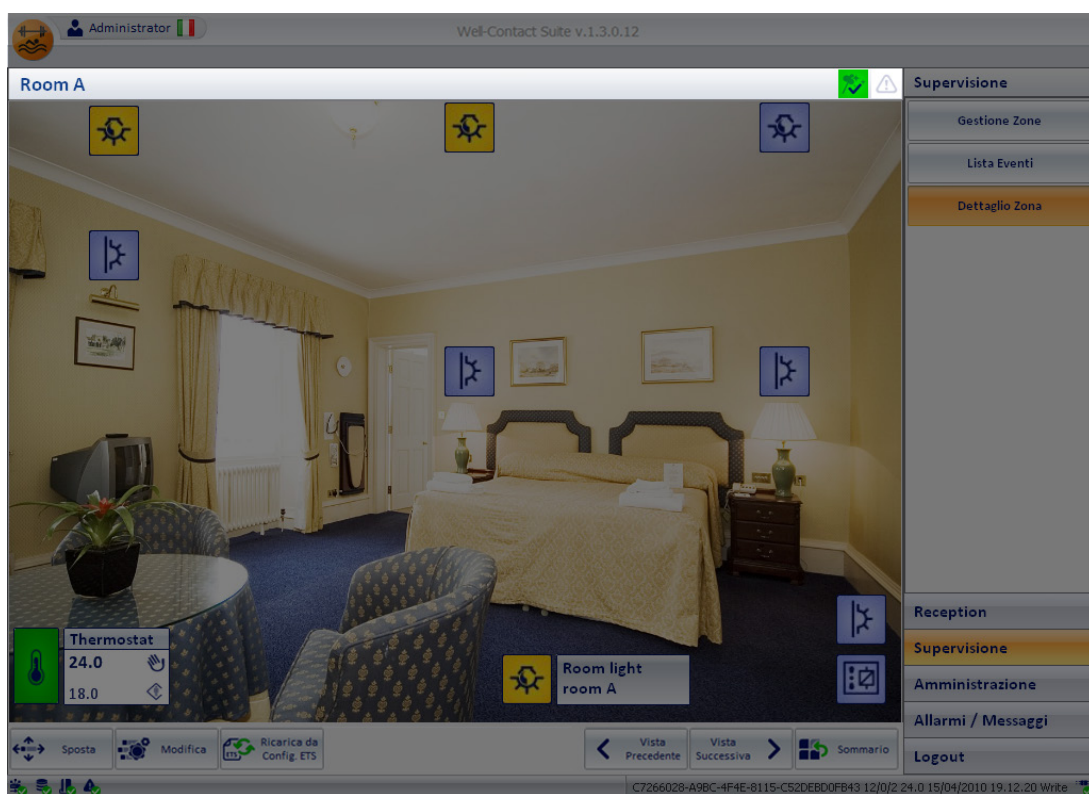 Administrator
Well-Contact Suite v.1.3.0.12
Room A
Supervisione
Gestione Zone
Lista Eventi
Dettaglio Zona
Thermostat
24.0
18.0
Room light
room A
Reception
Supervisione
Amministrazione
Allarmi / Messaggi
Logout
Sposta
Modifica
ETS
Ricarica da
Config. ETS
Vista
Precedente
Vista
Successiva
Sommario
C7266028-A9BC-4F4E-8115-C52DEBD0FB43 12/0/2 24.0 15/04/2010 19.12.20 Write